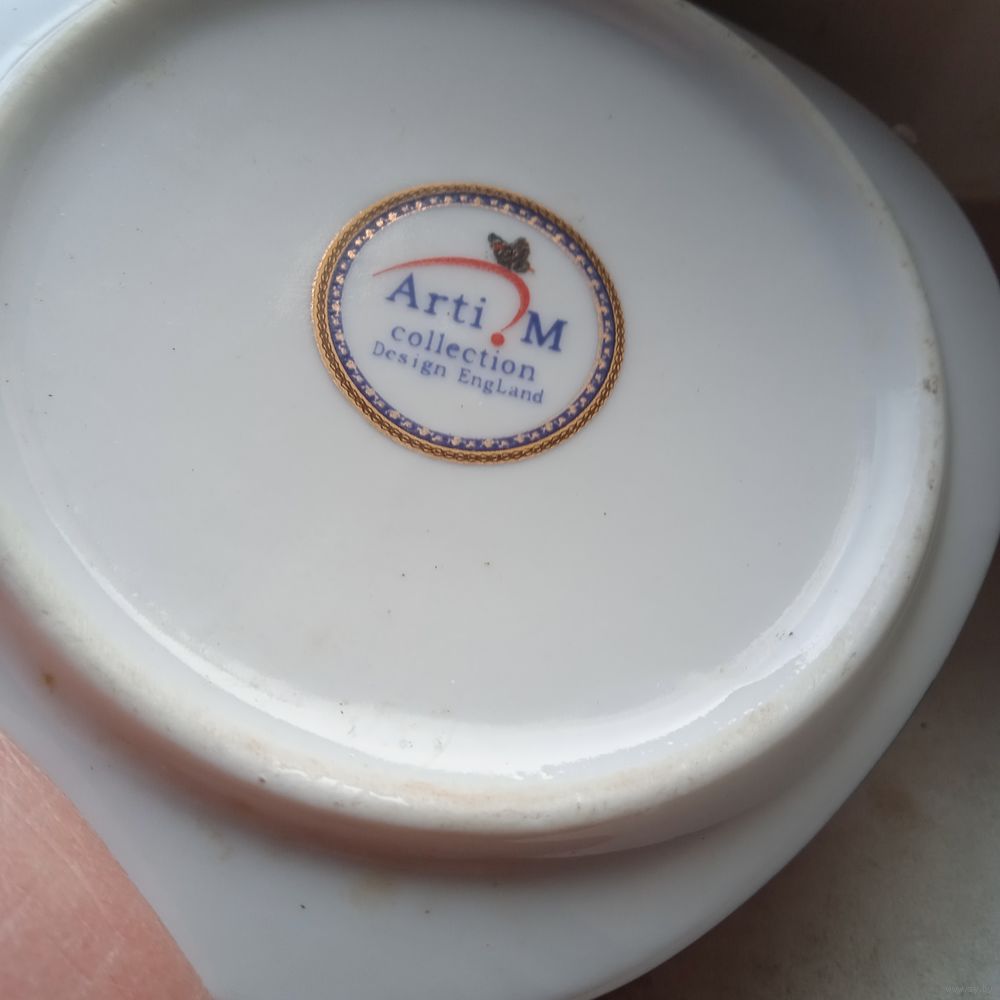 Arti M
collection
Design EngLand